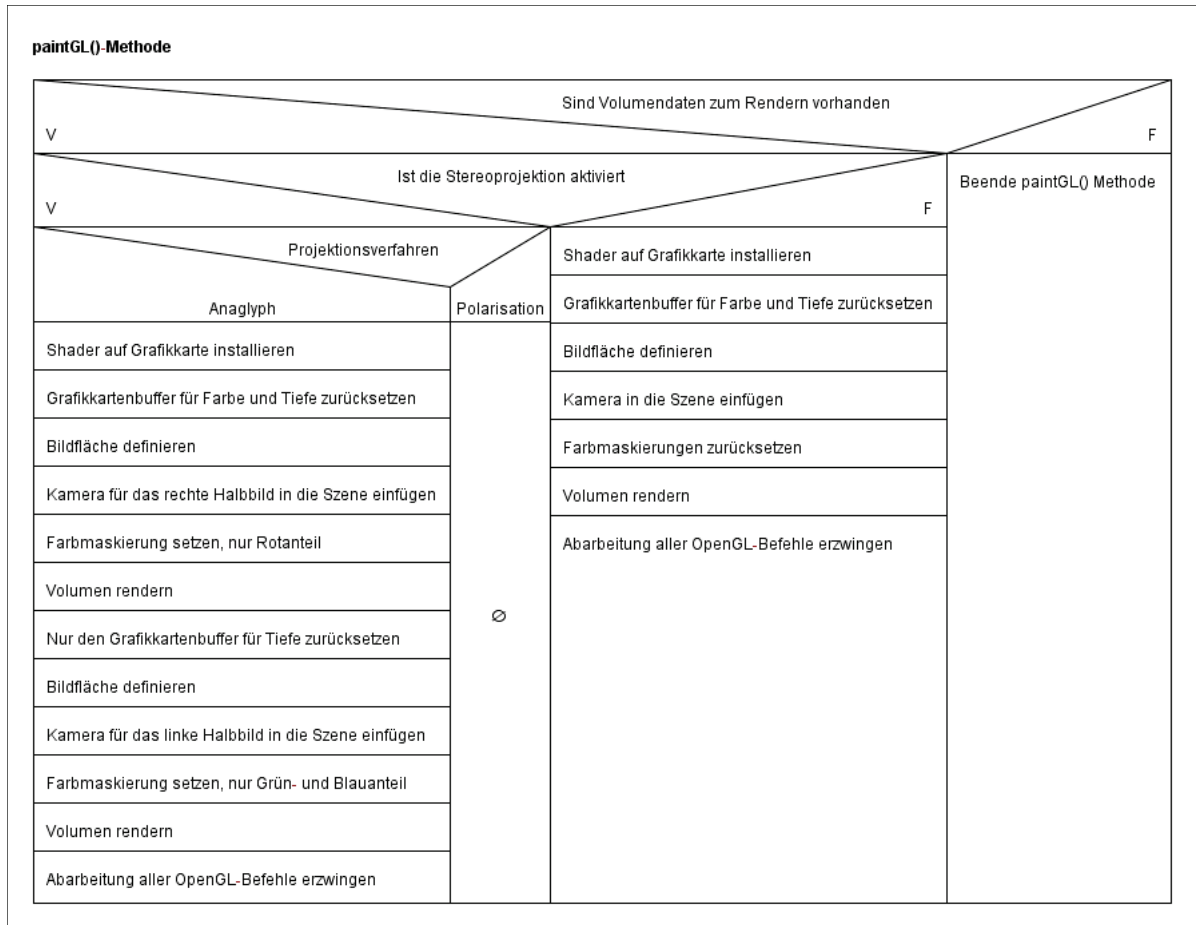 paintGL()-Methode
Sind Volumendaten zum Rendern vorhanden
V
F
Ist die Stereoprojektion aktiviert
V
F
Beende paintGL() Methode
Projektionsverfahren
Anaglyph
Polarisation
Shader auf Grafikkarte installieren
Grafikkartenbuffer für Farbe und Tiefe zurücksetzen
Bildfläche definieren
Kamera für das rechte Halbbild in die Szene einfügen
Farbmaskierung setzen, nur Rotanteil
Volumen rendern
Nur den Grafikkartenbuffer für Tiefe zurücksetzen
Bildfläche definieren
Kamera für das linke Halbbild in die Szene einfügen
Farbmaskierung setzen, nur Grün- und Blauanteil
Volumen rendern
Abarbeitung aller OpenGL-Befehle erzwingen
∅
Shader auf Grafikkarte installieren
Grafikkartenbuffer für Farbe und Tiefe zurücksetzen
Bildfläche definieren
Kamera in die Szene einfügen
Farbmaskierungen zurücksetzen
Volumen rendern
Abarbeitung aller OpenGL-Befehle erzwingen